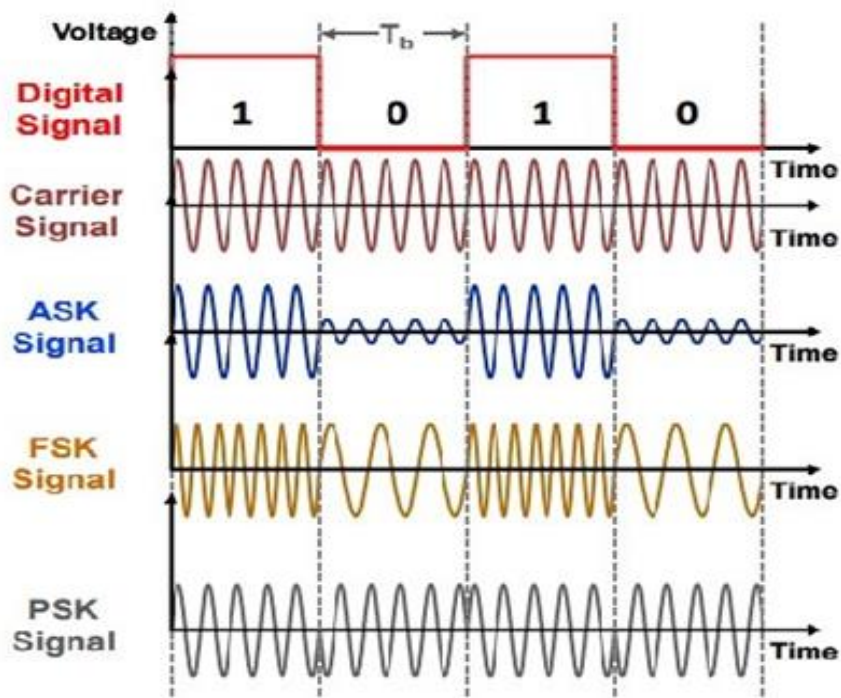 Voltage
T_b
Digital
Signal
1 0 1 0
Time
Carrier
Signal
Time
ASK
Signal
Time
FSK
Signal
Time
PSK
Signal
Time